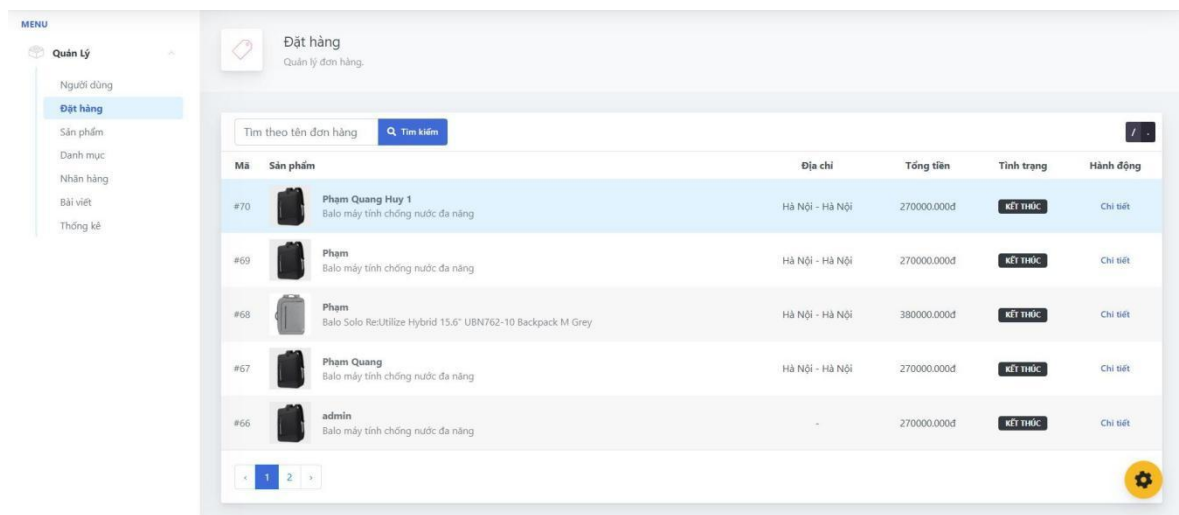 MENU
Quản Lý
Người dùng
Đặt hàng
Sản phẩm
Danh mục
Nhãn hàng
Bài viết
Thống kê
Đặt hàng
Quản lý đơn hàng.
Tìm theo tên đơn hàng
Tìm kiếm
/ .
Mã Sản phẩm Địa chỉ Tổng tiền Tình trạng Hành động
Phạm Quang Huy 1
#70 Balo máy tính chống nước đa năng Hà Nội - Hà Nội 270000.000đ KẾT THÚC Chi tiết
Phạm
#69 Balo máy tính chống nước đa năng Hà Nội - Hà Nội 270000.000đ KẾT THÚC Chi tiết
Phạm
#68 Balo Solo Re:Utilize Hybrid 15.6" UBN762-10 Backpack M Grey Hà Nội - Hà Nội 380000.000đ KẾT THÚC Chi tiết
Phạm Quang
#67 Balo máy tính chống nước đa năng Hà Nội - Hà Nội 270000.000đ KẾT THÚC Chi tiết
admin
#66 Balo máy tính chống nước đa năng - 270000.000đ KẾT THÚC Chi tiết
‹ 1 2 ›